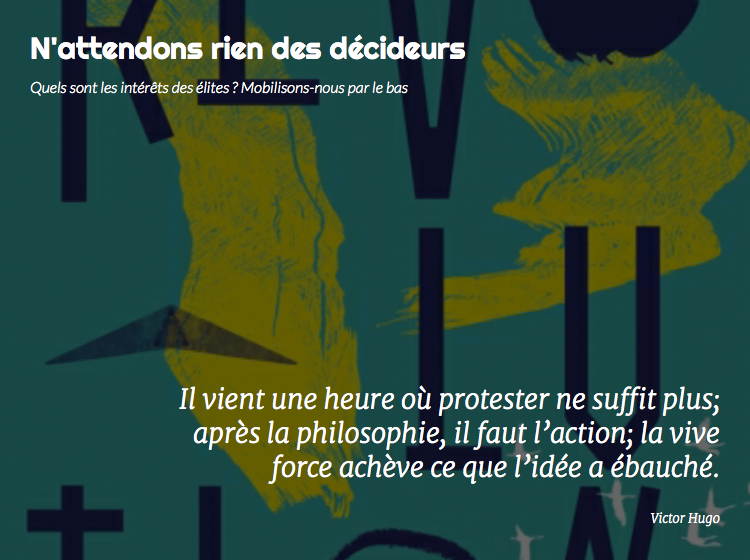 N'attendons rien des décideurs
Quels sont les intérêts des élites ? Mobilisons-nous par le bas
Il vient une heure où protester ne suffit plus;
après la philosophie, il faut l’action; la vive
force achève ce que l’idée a ébauché.
Victor Hugo